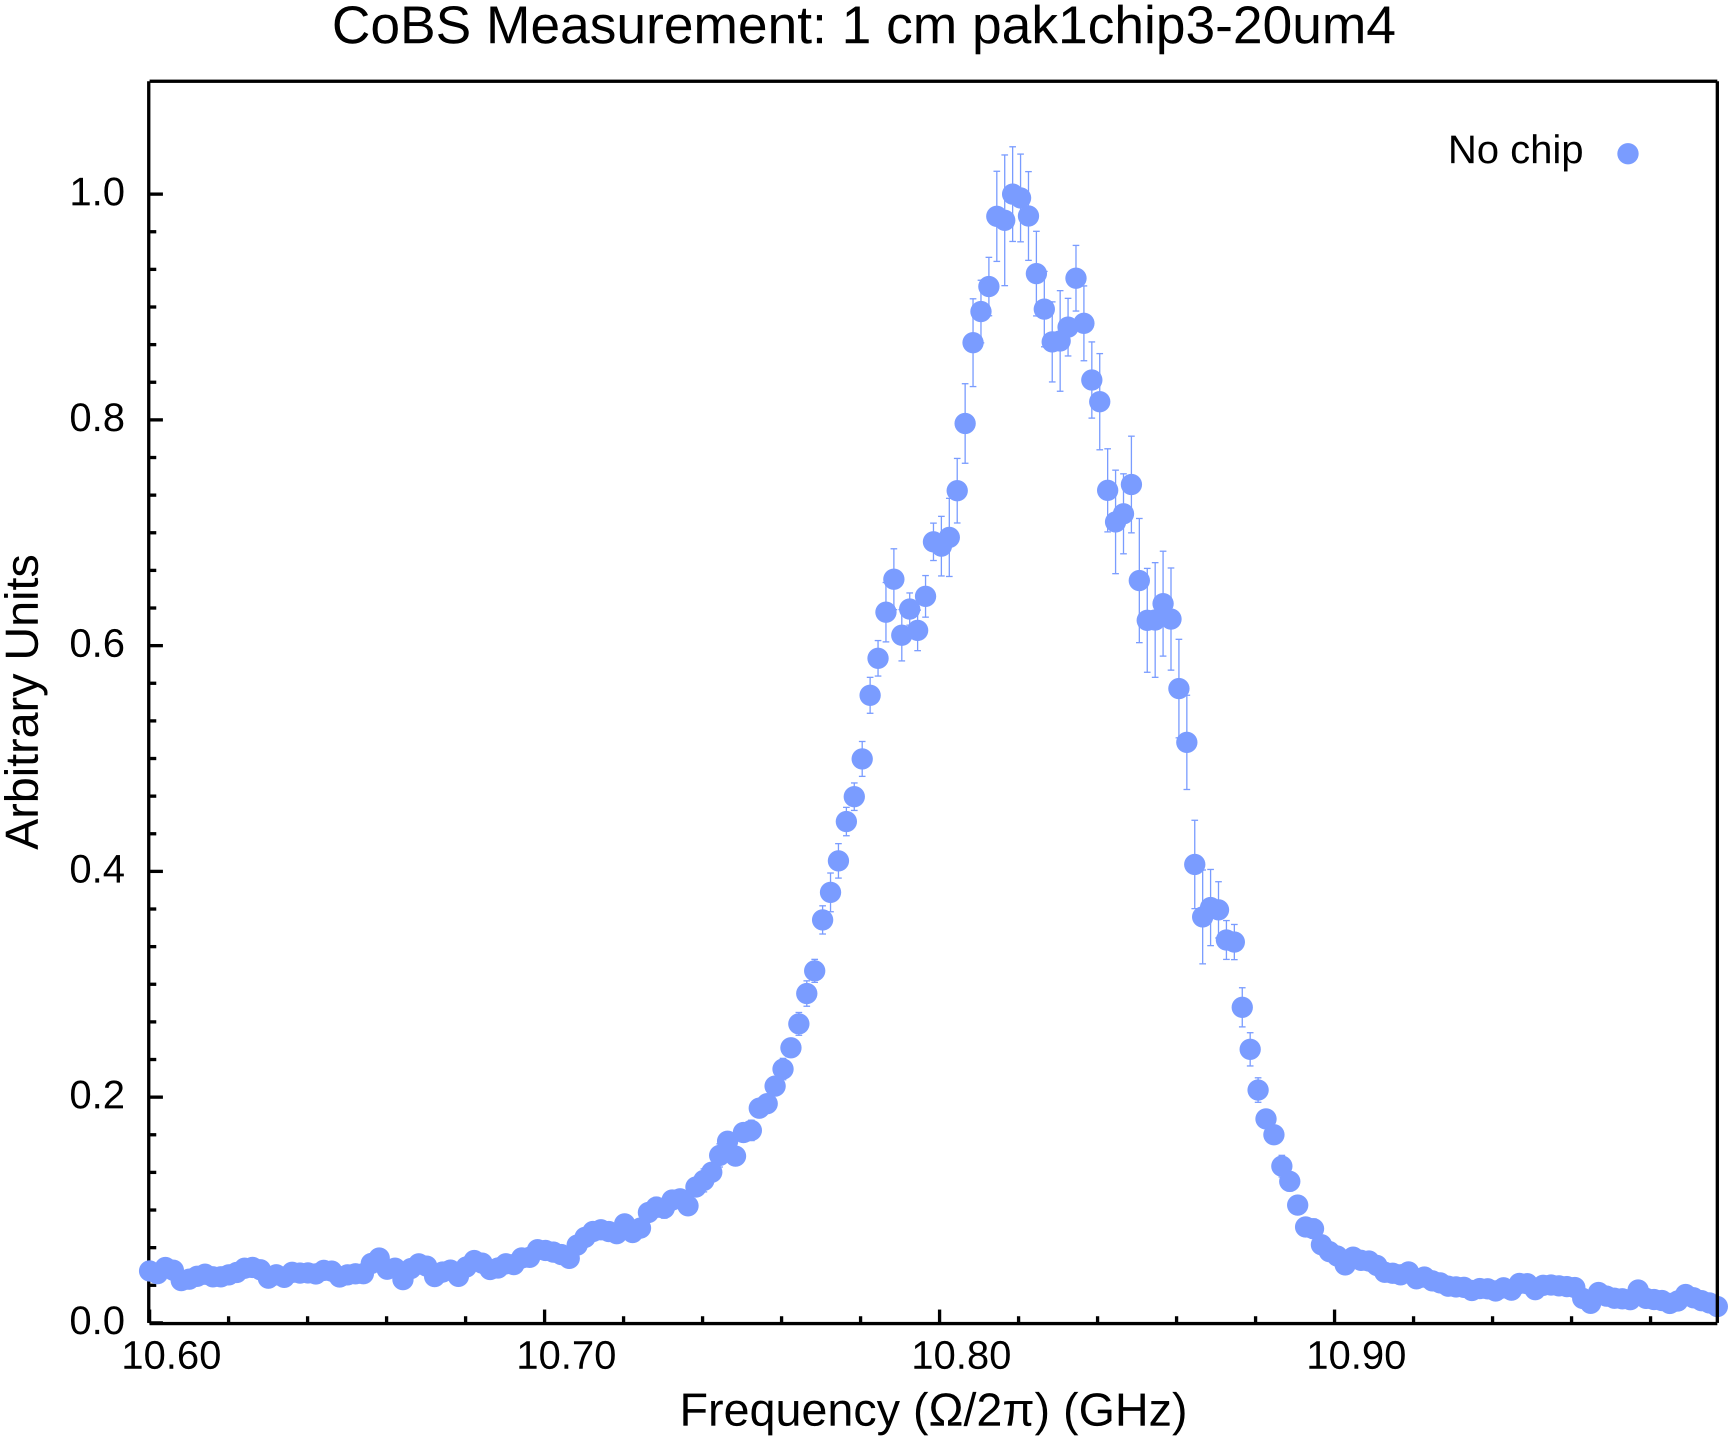 CoBS Measurement: 1 cm pak1chip3-20um4
No chip
1.0
0.8
0.6
0.4
0.2
0.0
Arbitrary Units
10.60 10.70 10.80 10.90
Frequency (Ω/2π) (GHz)